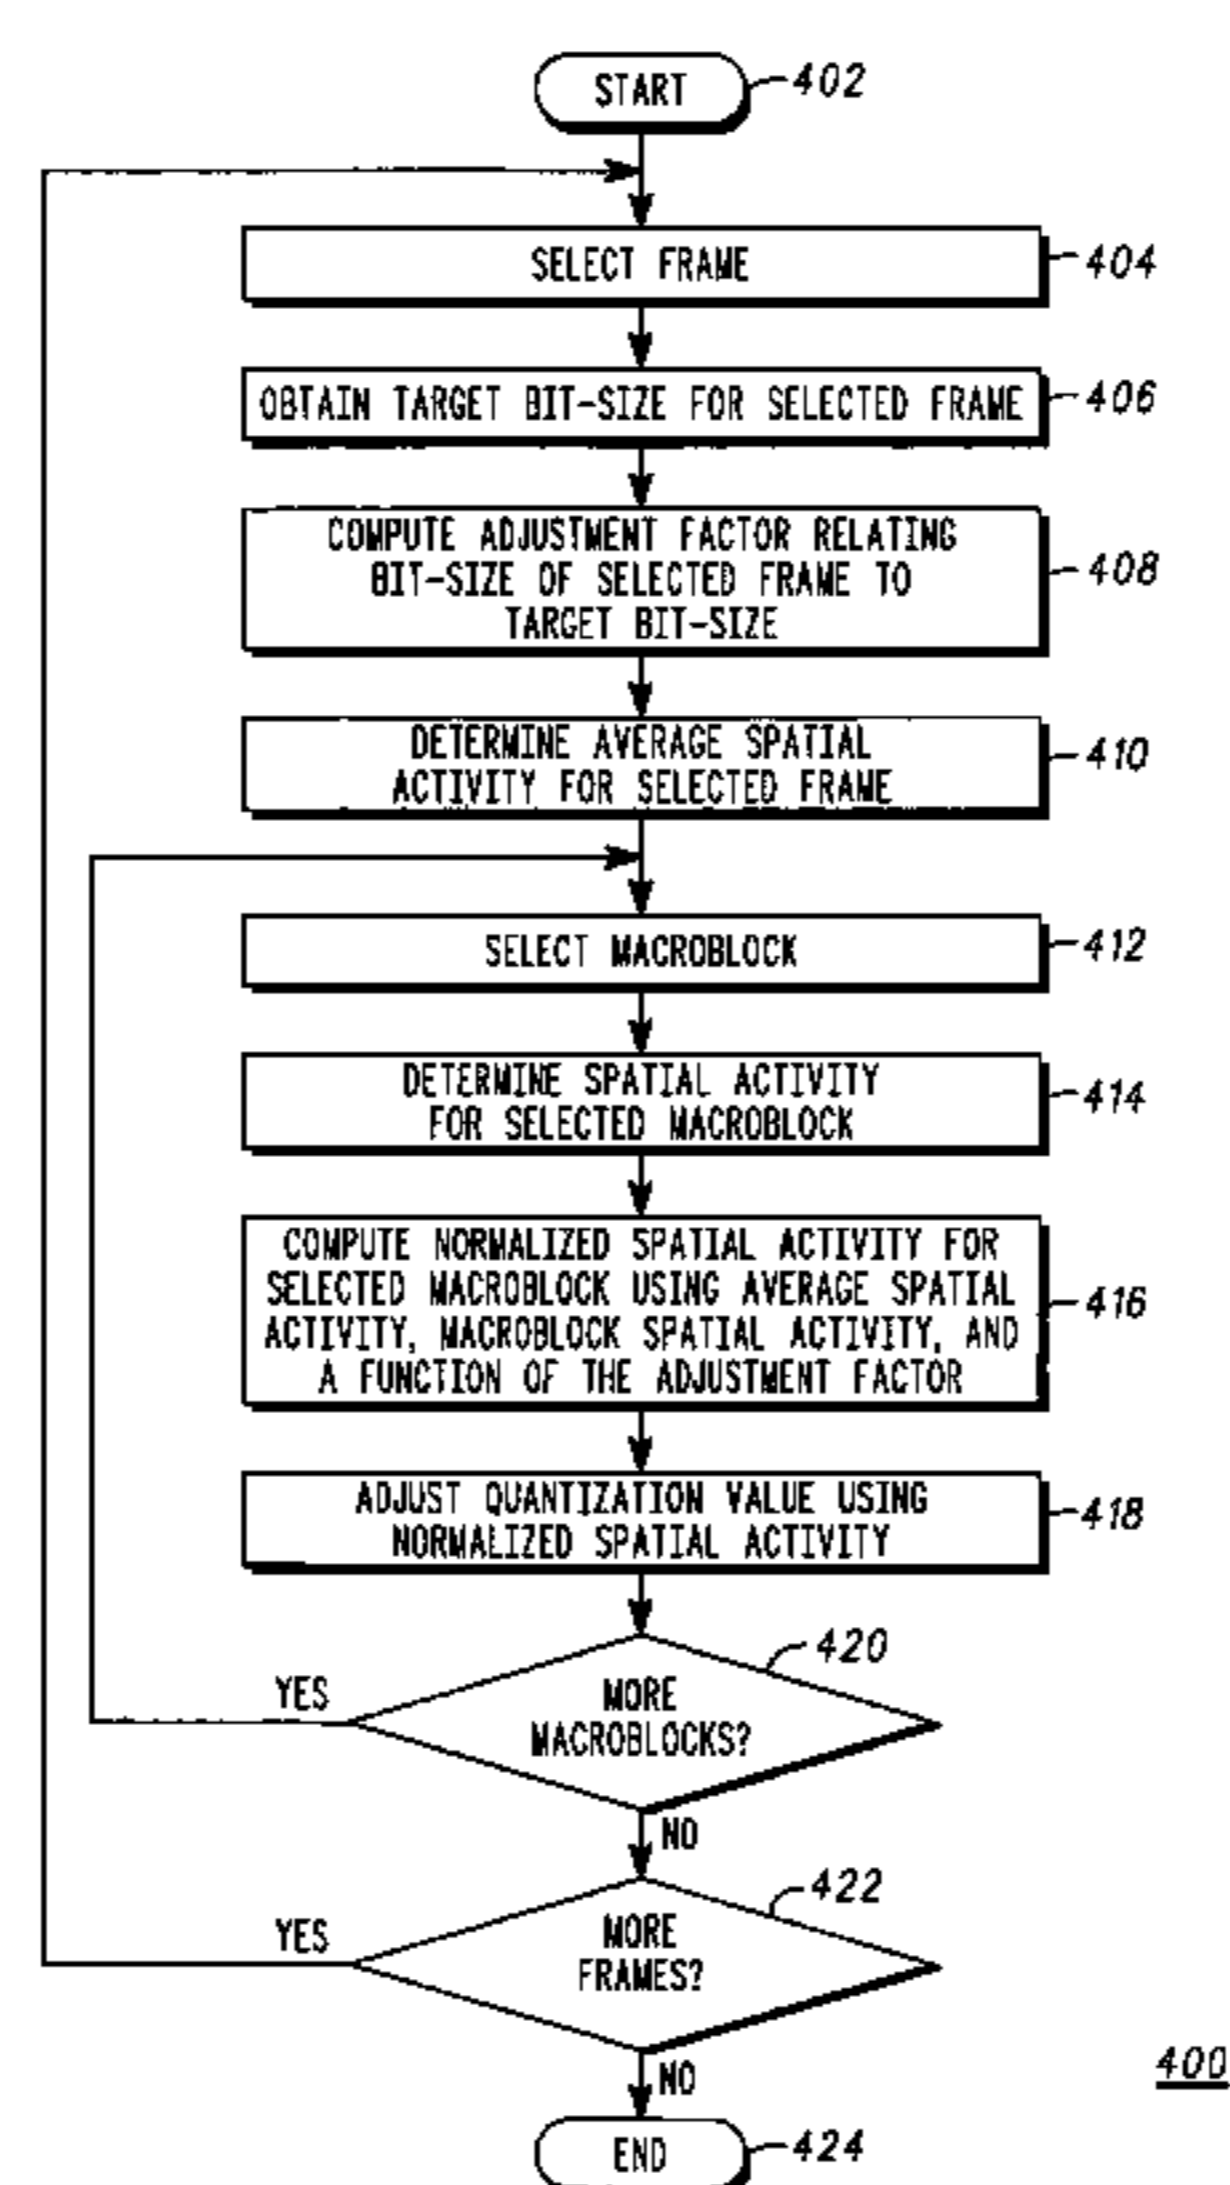 START
402
SELECT FRAME
404
OBTAIN TARGET BIT-SIZE FOR SELECTED FRAME
406
COMPUTE ADJUSTMENT FACTOR RELATING
BIT-SIZE OF SELECTED FRAME TO
TARGET BIT-SIZE
408
DETERMINE AVERAGE SPATIAL
ACTIVITY FOR SELECTED FRAME
410
SELECT MACROBLOCK
412
DETERMINE SPATIAL ACTIVITY
FOR SELECTED MACROBLOCK
414
COMPUTE NORMALIZED SPATIAL ACTIVITY FOR
SELECTED MACROBLOCK USING AVERAGE SPATIAL
ACTIVITY, MACROBLOCK SPATIAL ACTIVITY, AND
A FUNCTION OF THE ADJUSTMENT FACTOR
416
ADJUST QUANTIZATION VALUE USING
NORMALIZED SPATIAL ACTIVITY
418
420
YES
MORE
MACROBLOCKS?
NO
422
YES
MORE
FRAMES?
NO
400
END
424